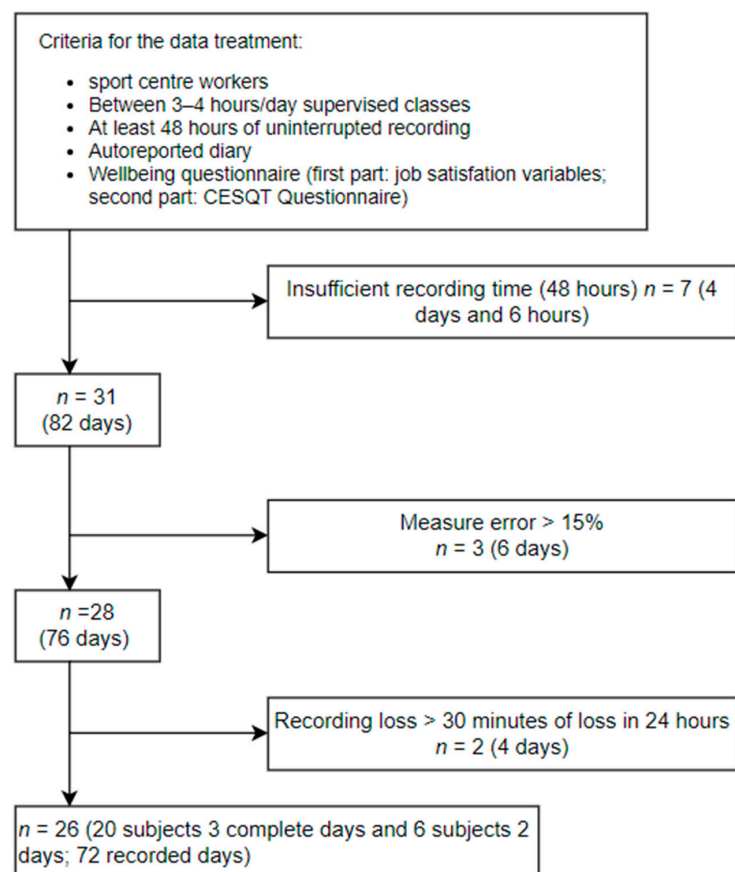 Criteria for the data treatment:
• sport centre workers
• Between 3–4 hours/day supervised classes
• At least 48 hours of uninterrupted recording
• Autoreported diary
• Wellbeing questionnaire (first part: job satisfation variables;
second part: CESQT Questionnaire)
Insufficient recording time (48 hours) n = 7 (4
days and 6 hours)
n = 31
(82 days)
Measure error > 15%
n = 3 (6 days)
n =28
(76 days)
Recording loss > 30 minutes of loss in 24 hours
n = 2 (4 days)
n = 26 (20 subjects 3 complete days and 6 subjects 2
days; 72 recorded days)